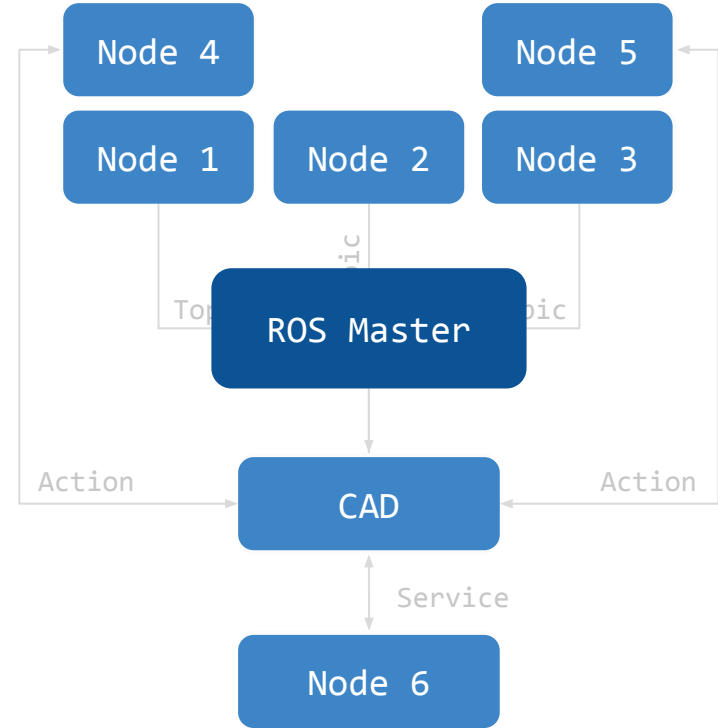 Node 4
Node 5
Node 1
Node 2
Node 3
ROS Master
Action
CAD
Action
Service
Node 6